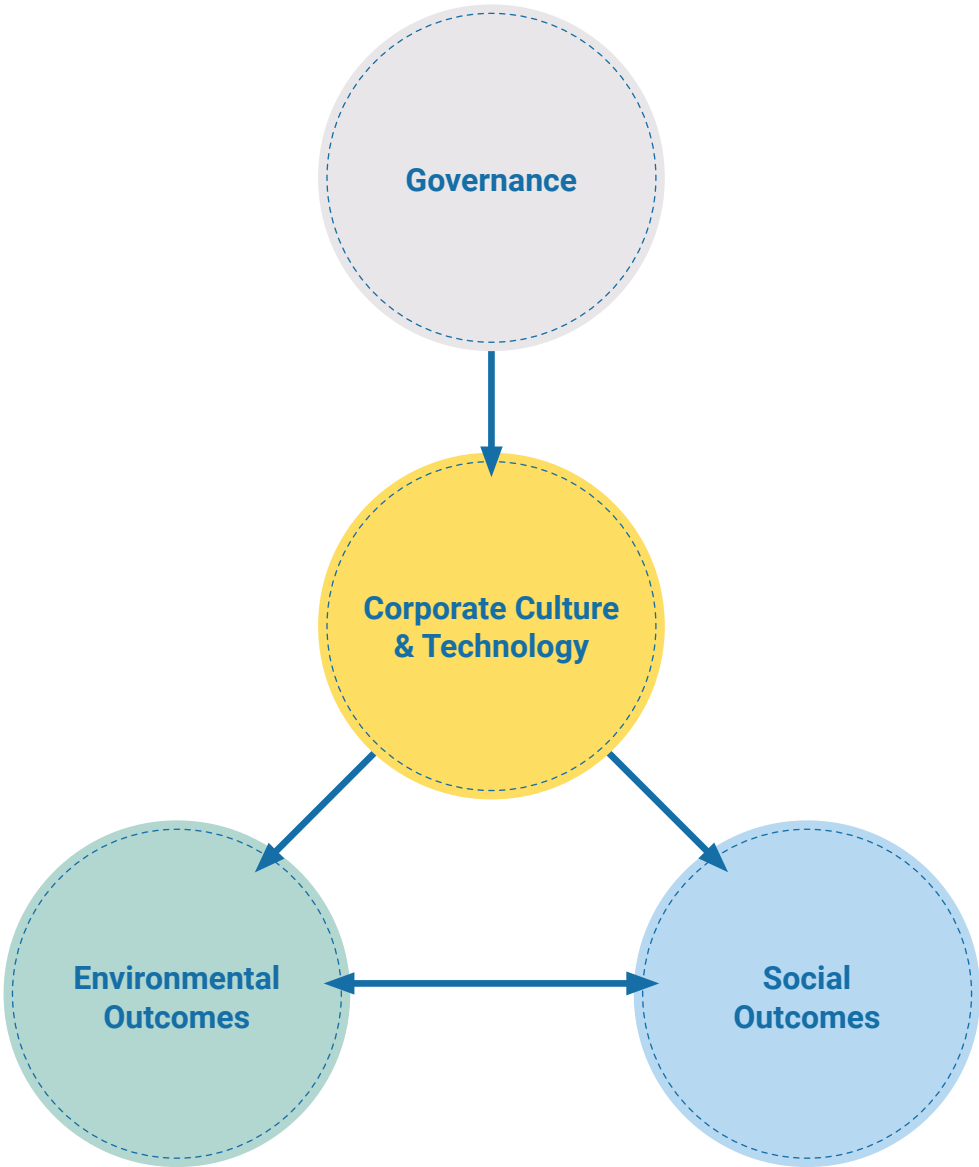 Governance
Corporate Culture
& Technology
Environmental
Outcomes
Social
Outcomes